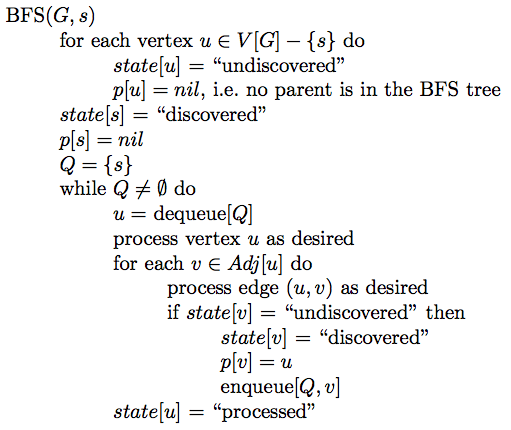 BFS(G, s)
for each vertex u ∈ V[G] − {s} do
state[u] = “undiscovered”
p[u] = nil, i.e. no parent is in the BFS tree
state[s] = “discovered”
p[s] = nil
Q = {s}
while Q ≠ ∅ do
u = dequeue[Q]
process vertex u as desired
for each v ∈ Adj[u] do
process edge (u, v) as desired
if state[v] = “undiscovered” then
state[v] = “discovered”
p[v] = u
enqueue[Q, v]
state[u] = “processed”